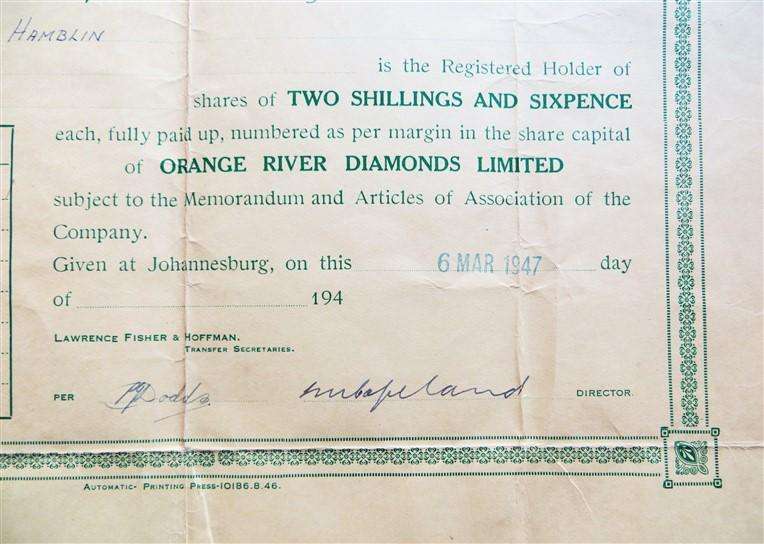 HAMBLIN
is the Registered Holder of
shares of TWO SHILLINGS AND SIXPENCE
each, fully paid up, numbered as per margin in the share capital
of ORANGE RIVER DIAMONDS LIMITED
subject to the Memorandum and Articles of Association of the
Company.
Given at Johannesburg, on this 6 MAR 1947 day
of 194
LAWRENCE FISHER & HOFFMAN.
TRANSFER SECRETARIES.
PER Dodds DIRECTOR.
AUTOMATIC- PRINTING PRESS-10186.8.46.